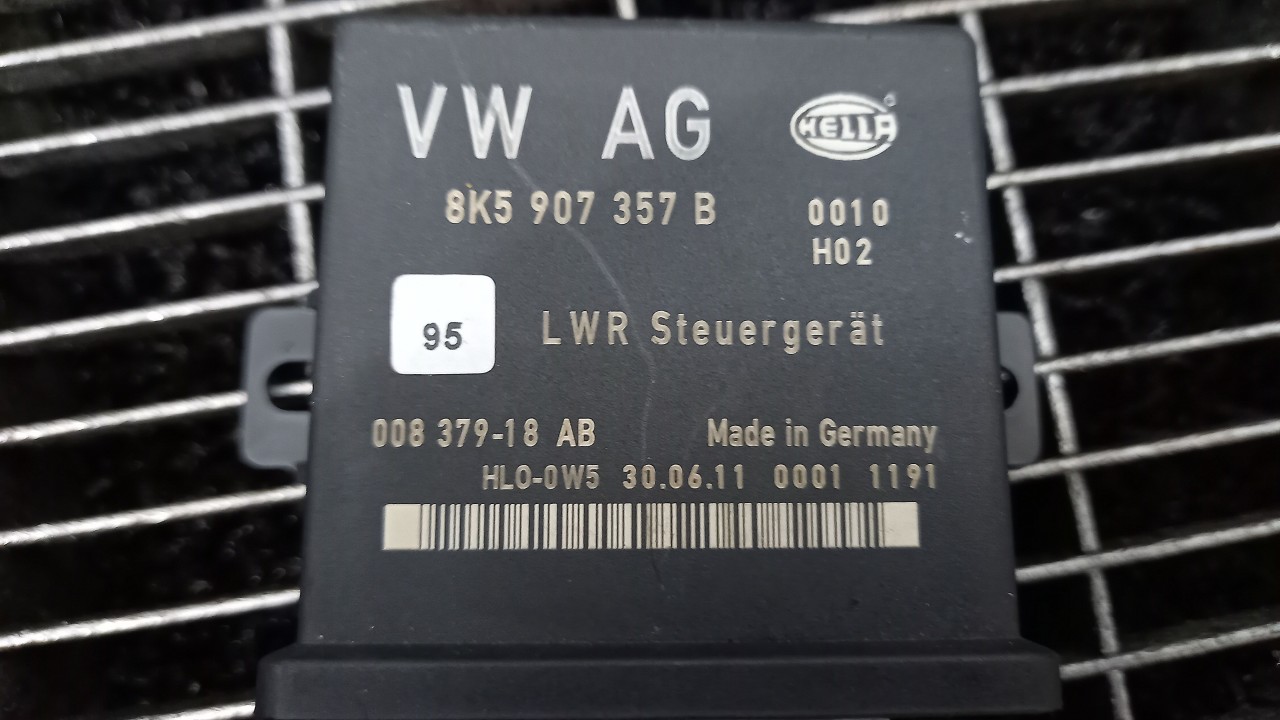 VW AG HELLA
8K5 907 357 B 0010
H02
95 LWR Steuergerät
008 379-18 AB Made in Germany
HLO-0W5 30.06.11 0001 1191